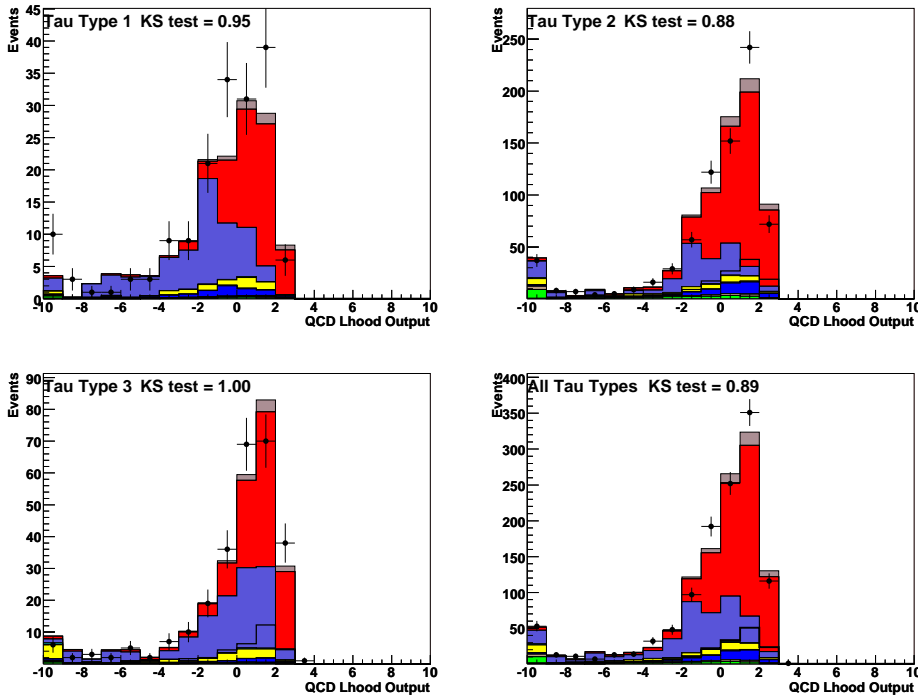 Tau Type 1 KS test = 0.95
Events
45
40
35
30
25
20
15
10
5
0
-10 -8 -6 -4 -2 0 2 4 6 8 10
QCD Lhood Output
Tau Type 2 KS test = 0.88
Events
250
200
150
100
50
-10 -8 -6 -4 -2 0 2 4 6 8 10
QCD Lhood Output
Tau Type 3 KS test = 1.00
Events
90
80
70
60
50
40
30
20
10
-10 -8 -6 -4 -2 0 2 4 6 8 10
QCD Lhood Output
All Tau Types KS test = 0.89
Events
400
350
300
250
200
150
100
50
0
-10 -8 -6 -4 -2 0 2 4 6 8 10
QCD Lhood Output